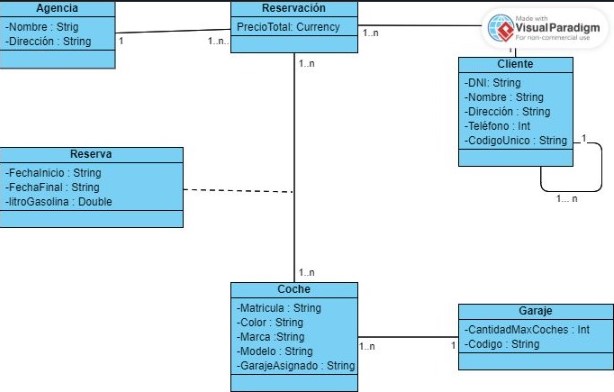 Agencia
-Nombre : Strig
-Dirección : String
1
1..n..
Reservación
PrecioTotal: Currency
1..n
1..n
Made with
VisualParadigm
For non-commercial use
1
Cliente
-DNI: String
-Nombre : String
-Dirección : String
-Teléfono : Int
-CodigoUnico : String
1
1... n
Reserva
-FechaInicio : String
-FechaFinal : String
-litroGasolina : Double
1..n
Coche
-Matricula : String
-Color : String
-Marca :String
-Modelo : String
-GarajeAsignado : String
1..n
1
Garaje
-CantidadMaxCoches : Int
-Codigo : String